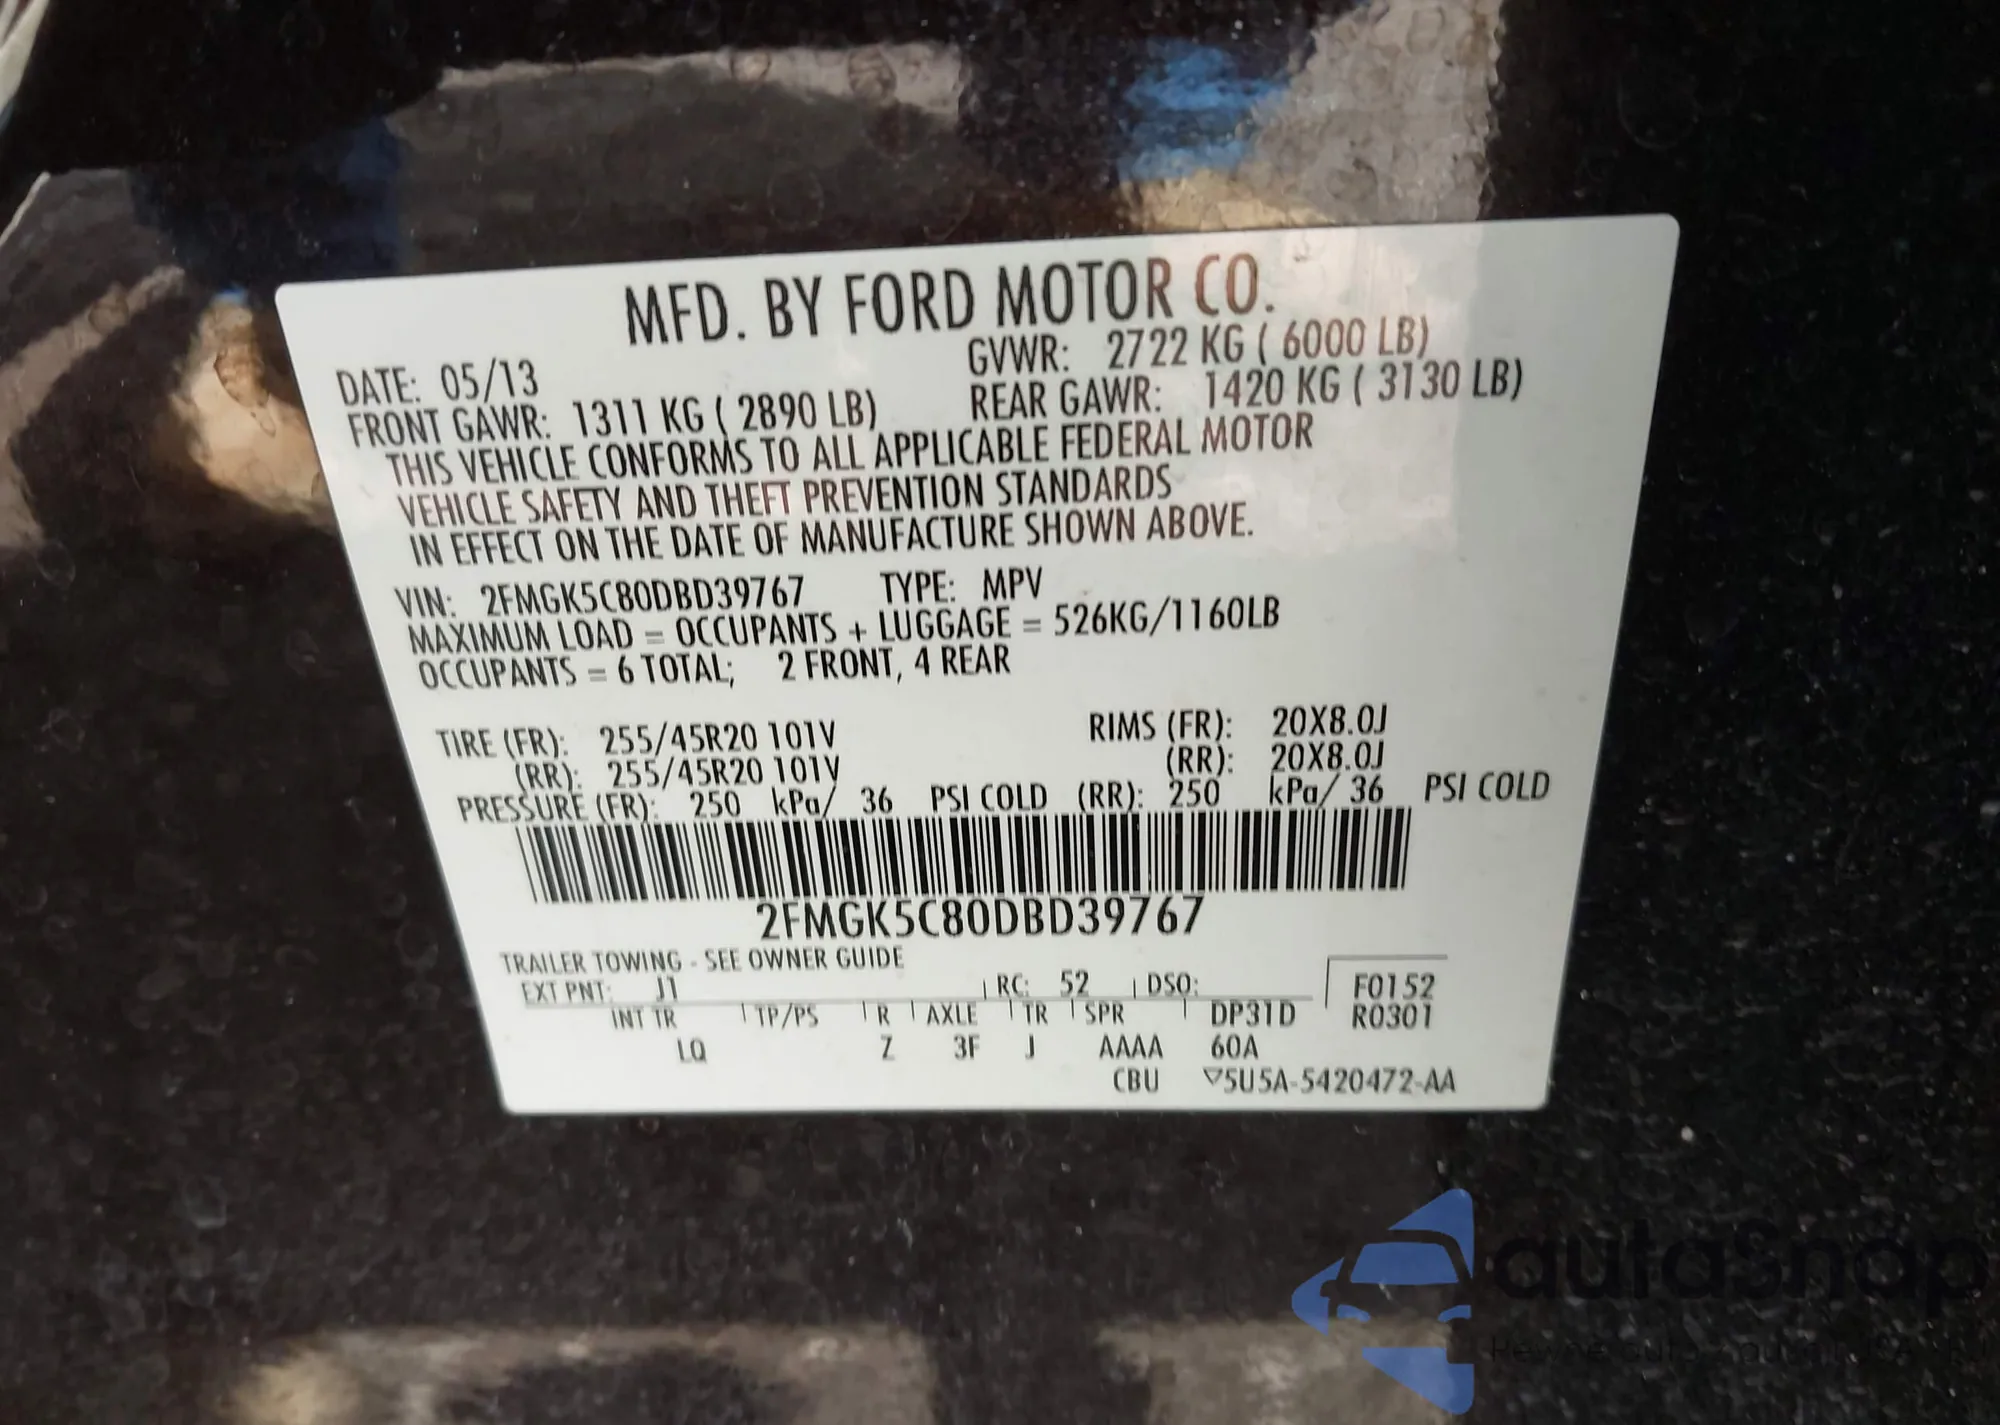 MFD. BY FORD MOTOR CO.
DATE: 05/13 GVWR: 2722 KG ( 6000 LB)
FRONT GAWR: 1311 KG ( 2890 LB) REAR GAWR: 1420 KG ( 3130 LB)
THIS VEHICLE CONFORMS TO ALL APPLICABLE FEDERAL MOTOR
VEHICLE SAFETY AND THEFT PREVENTION STANDARDS
IN EFFECT ON THE DATE OF MANUFACTURE SHOWN ABOVE.
VIN: 2FMGK5C80DBD39767 TYPE: MPV
MAXIMUM LOAD = OCCUPANTS + LUGGAGE = 526KG/1160LB
OCCUPANTS = 6 TOTAL; 2 FRONT, 4 REAR
TIRE (FR): 255/45R20 101V RIMS (FR): 20X8.0J
(RR): 255/45R20 101V (RR): 20X8.0J
PRESSURE (FR): 250 kPa/ 36 PSI COLD (RR): 250 kPa/ 36 PSI COLD
2FMGK5C80DBD39767
TRAILER TOWING - SEE OWNER GUIDE
EXT PNT: J1 RC: 52 DSO: F0152
INT TR TP/PS R AXLE TR SPR DP31D R0301
LQ Z 3F J AAAA 60A
CBU ▽5U5A-5420472-AA
autasnap